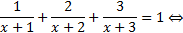 1/(x + 1) + 2/(x + 2) + 3/(x + 3) = 1 ⇔